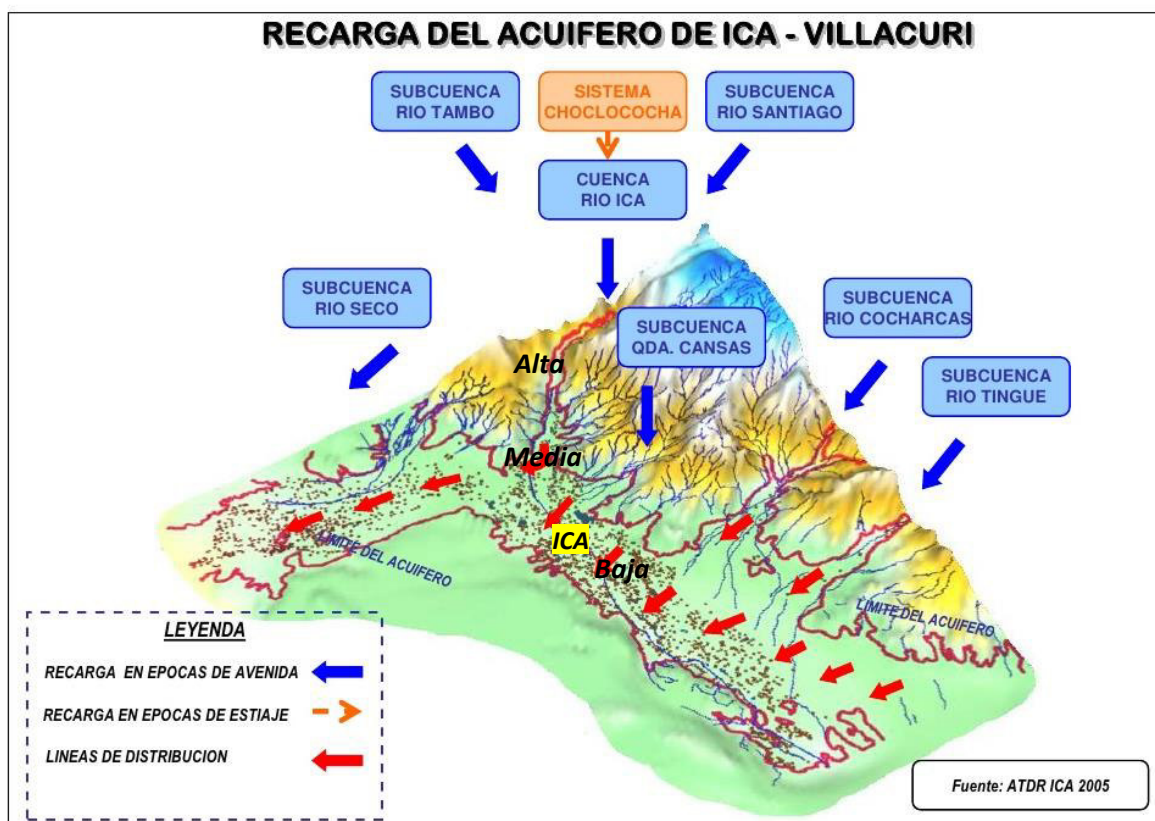 RECARGA DEL ACUIFERO DE ICA - VILLACURI
SUBCUENCA
RIO TAMBO
SISTEMA
CHOCLOCOCHA
SUBCUENCA
RIO SANTIAGO
CUENCA
RIO ICA
SUBCUENCA
RIO SECO
SUBCUENCA
QDA. CANSAS
SUBCUENCA
RIO COCHARCAS
SUBCUENCA
RIO TINGUE
Alta
Media
ICA
Baja
LIMITE DEL ACUIFERO
LIMITE DEL ACUIFERO
LEYENDA
RECARGA EN EPOCAS DE AVENIDA
RECARGA EN EPOCAS DE ESTIAJE
LINEAS DE DISTRIBUCION
Fuente: ATDR ICA 2005